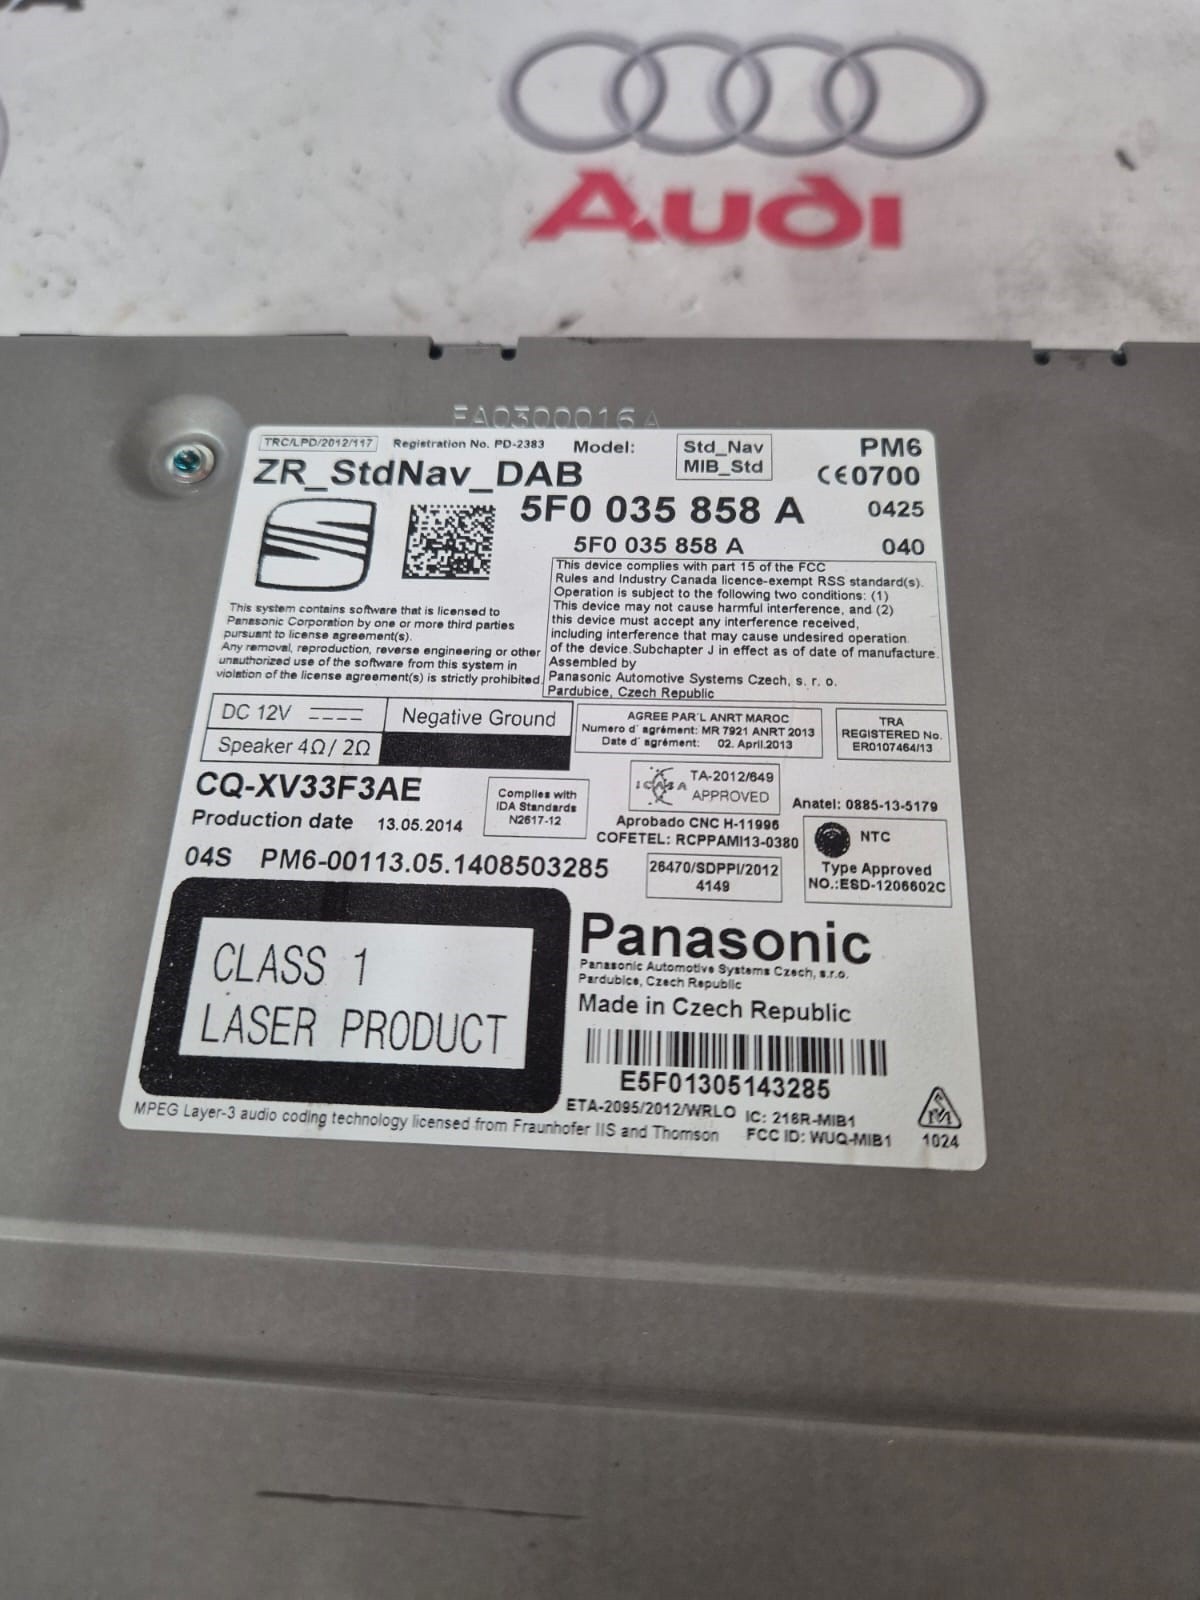 Audi
FA0300016A
TRC/LPD/2012/117
Registration No. PD-2383
Model:
Std_Nav
MIB_Std
PM6
ZR_StdNav_DAB
CE0700
5F0 035 858 A
0425
5F0 035 858 A
040
This device complies with part 15 of the FCC
Rules and Industry Canada licence-exempt RSS standard(s).
Operation is subject to the following two conditions: (1)
This device may not cause harmful interference, and (2)
this device must accept any interference received,
including interference that may cause undesired operation
of the device.Subchapter J in effect as of date of manufacture.
Assembled by
Panasonic Automotive Systems Czech, s. r. o.
Pardubice, Czech Republic
This system contains software that is licensed to
Panasonic Corporation by one or more third parties
pursuant to license agreement(s).
Any removal, reproduction, reverse engineering or other
unauthorized use of the software from this system in
violation of the license agreement(s) is strictly prohibited.
DC 12V
Negative Ground
Speaker 4Ω/ 2Ω
AGREE PAR'L ANRT MAROC
Numero d' agrément: MR 7921 ANRT 2013
Date d' agrément: 02. April.2013
TRA
REGISTERED No.
ER0107464/13
CQ-XV33F3AE
Complies with
IDA Standards
N2617-12
ICASA
TA-2012/649
APPROVED
Anatel: 0885-13-5179
Production date 13.05.2014
Aprobado CNC H-11996
COFETEL: RCPPAMI13-0380
NTC
Type Approved
NO.:ESD-1206602C
04S PM6-00113.05.1408503285
26470/SDPPI/2012
4149
CLASS 1
LASER PRODUCT
Panasonic
Panasonic Automotive Systems Czech, s.r.o.
Pardubice, Czech Republic
Made in Czech Republic
E5F01305143285
ETA-2095/2012/WRLO
IC: 216R-MIB1
FCC ID: WUQ-MIB1
1024
MPEG Layer-3 audio coding technology licensed from Fraunhofer IIS and Thomson